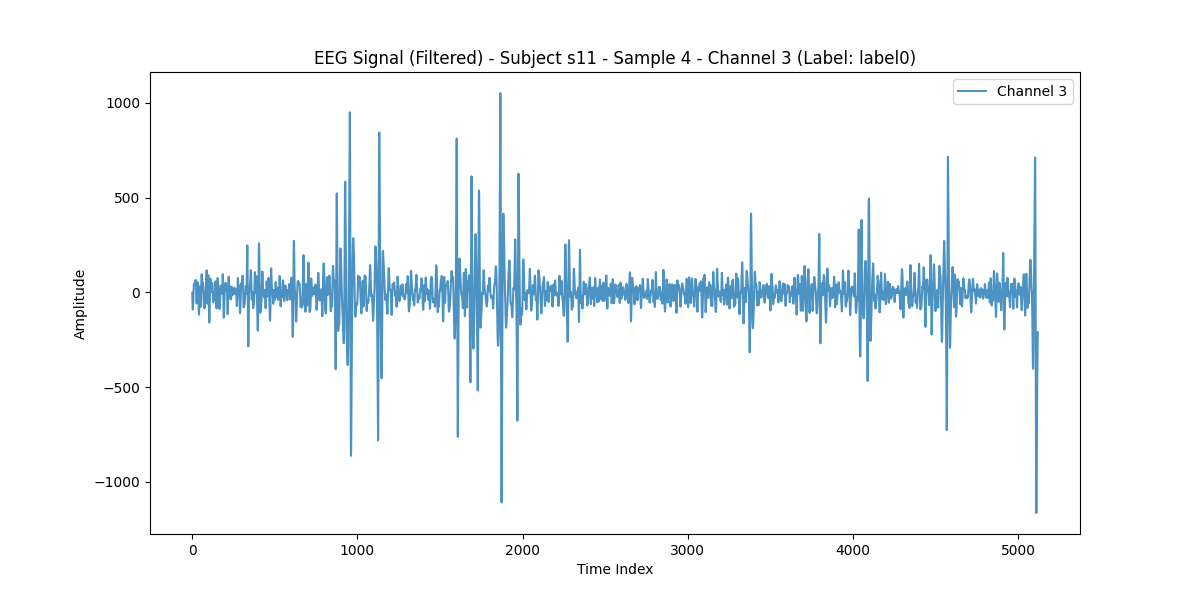 EEG Signal (Filtered) - Subject s11 - Sample 4 - Channel 3 (Label: label0)
Channel 3
1000
500
0
−500
−1000
Amplitude
0 1000 2000 3000 4000 5000
Time Index